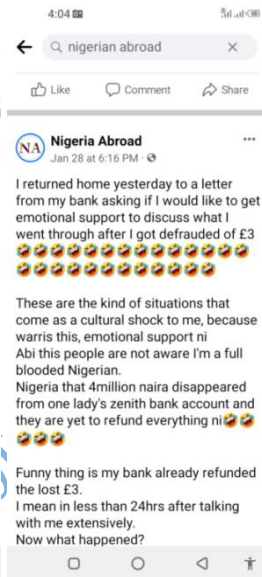 4:04
nigerian abroad
Like Comment Share
NA Nigeria Abroad
Jan 28 at 6:16 PM ·
I returned home yesterday to a letter
from my bank asking if I would like to get
emotional support to discuss what I
went through after I got defrauded of £3
🤣🤣🤣🤣🤣🤣🤣🤣🤣🤣🤣🤣🤣🤣
🤣🤣🤣🤣🤣🤣🤣🤣🤣🤣🤣🤣
These are the kind of situations that
come as a cultural shock to me, because
warris this, emotional support ni
Abi this people are not aware I'm a full
blooded Nigerian.
Nigeria that 4million naira disappeared
from one lady's zenith bank account and
they are yet to refund everything ni🤣🤣
🤣🤣🤣
Funny thing is my bank already refunded
the lost £3.
I mean in less than 24hrs after talking
with me extensively.
Now what happened?